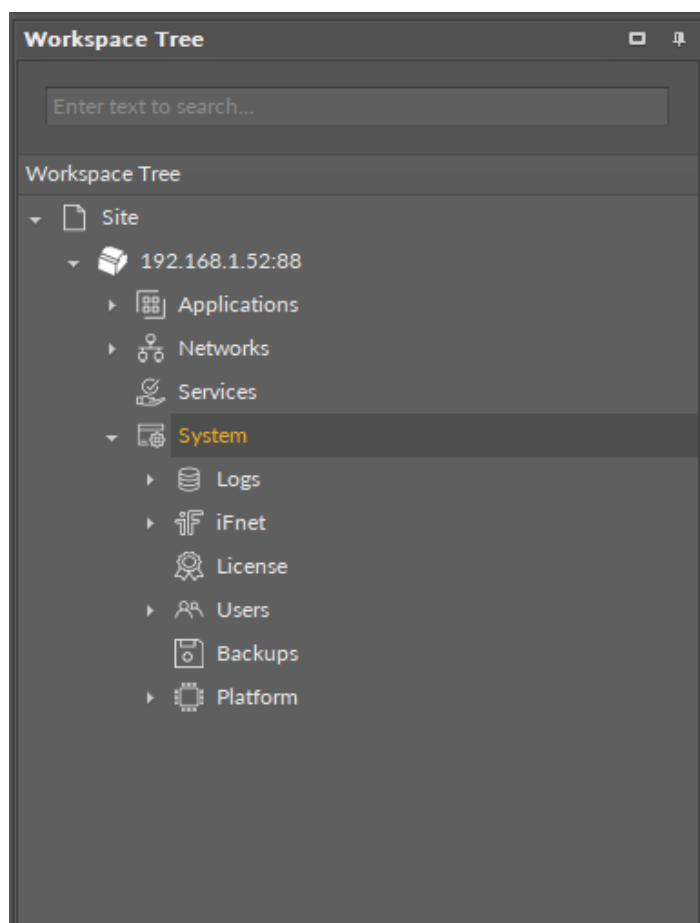 Workspace Tree
Enter text to search...
Workspace Tree
Site
192.168.1.52:88
Applications
Networks
Services
System
Logs
iFnet
License
Users
Backups
Platform